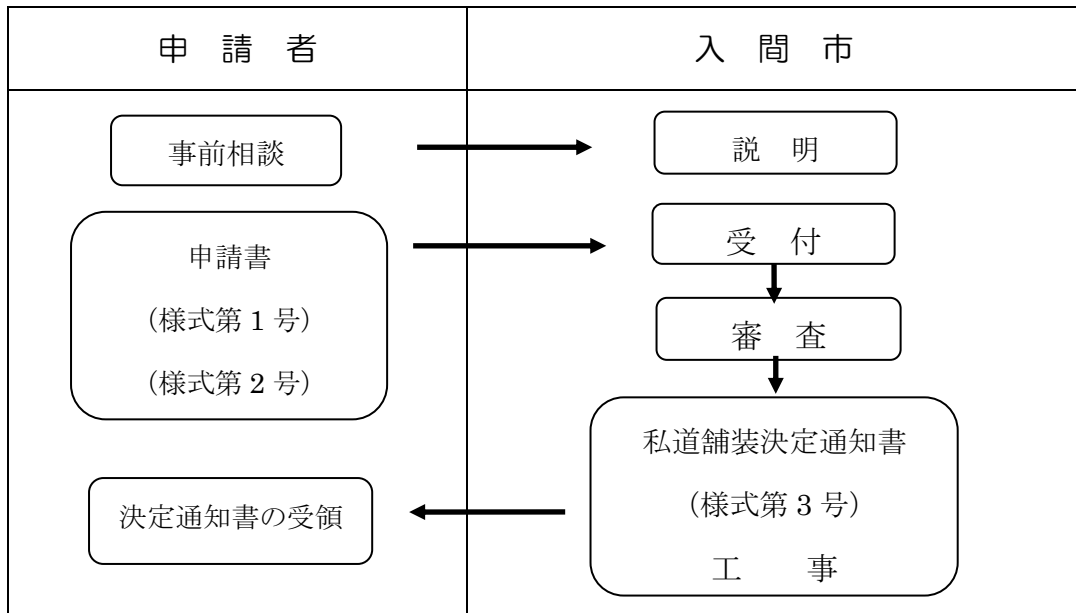 申 請 者
入 間 市
事前相談
説 明
申請書
（様式第 1 号）
（様式第 2 号）
受 付
審 査
私道舗装決定通知書
（様式第 3 号）
工 事
決定通知書の受領